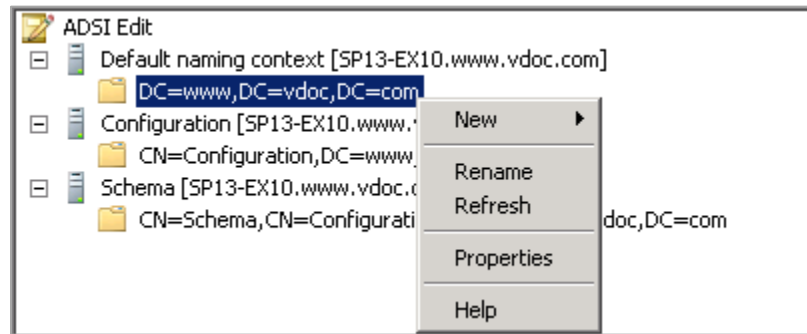 ADSI Edit
Default naming context [SP13-EX10.www.vdoc.com]
DC=www,DC=vdoc,DC=com
New
Configuration [SP13-EX10.www.
CN=Configuration,DC=www
Rename
Schema [SP13-EX10.www.vdoc.
Refresh
CN=Schema,CN=Configurati doc,DC=com
Properties
Help